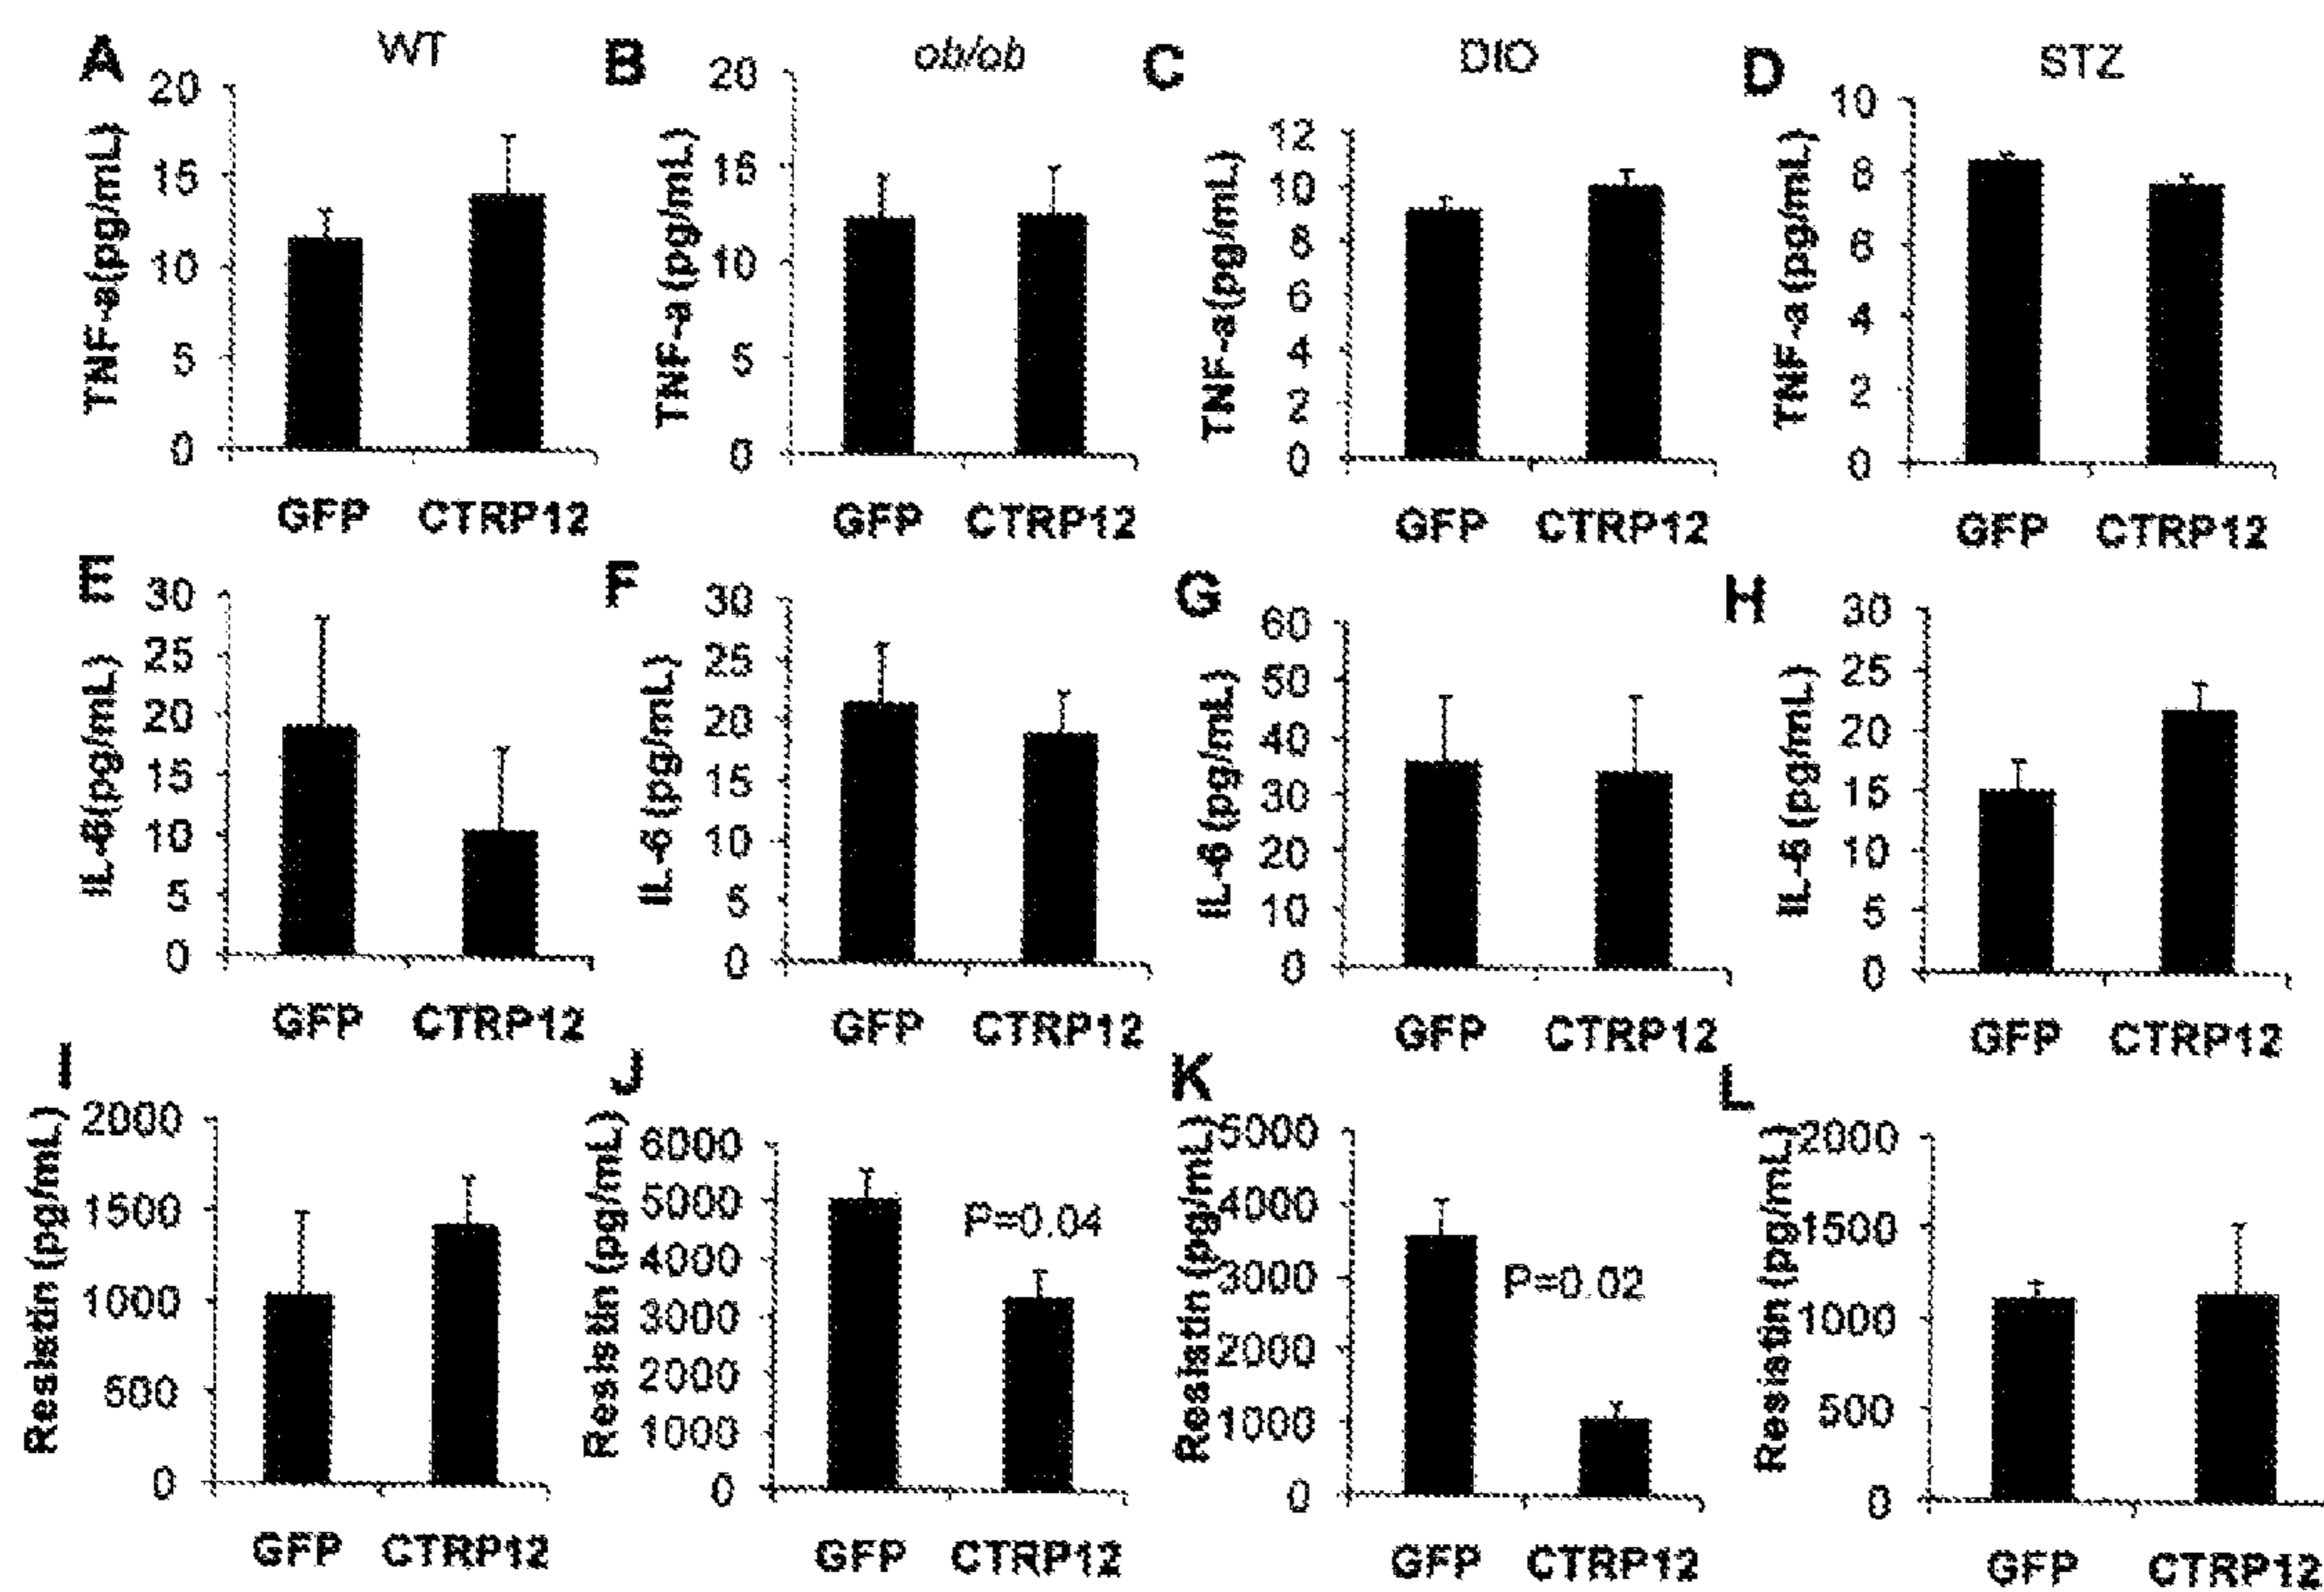 A WT
TNF-a(pg/mL)
20
15
10
5
0
GFP CTRP12
B ob/ob
TNF-a (pg/mL)
20
15
10
5
0
GFP CTRP12
C DIO
TNF-a(pg/mL)
12
10
8
6
4
2
0
GFP CTRP12
D STZ
TNF-a (pg/mL)
10
8
6
4
2
0
GFP CTRP12
E
IL-6(pg/mL)
30
25
20
15
10
5
0
GFP CTRP12
F
IL-6 (pg/mL)
30
25
20
15
10
5
0
GFP CTRP12
G
IL-6 (pg/mL)
60
50
40
30
20
10
0
GFP CTRP12
H
IL-6 (pg/mL)
30
25
20
15
10
5
0
GFP CTRP12
I
Resistin (pg/mL)
2000
1500
1000
500
0
GFP CTRP12
J
Resistin (pg/mL)
6000
5000
4000
3000
2000
1000
0
P=0.04
GFP CTRP12
K
Resistin (pg/mL)
5000
4000
3000
2000
1000
0
P=0.02
GFP CTRP12
L
Resistin (pg/mL)
2000
1500
1000
500
0
GFP CTRP12